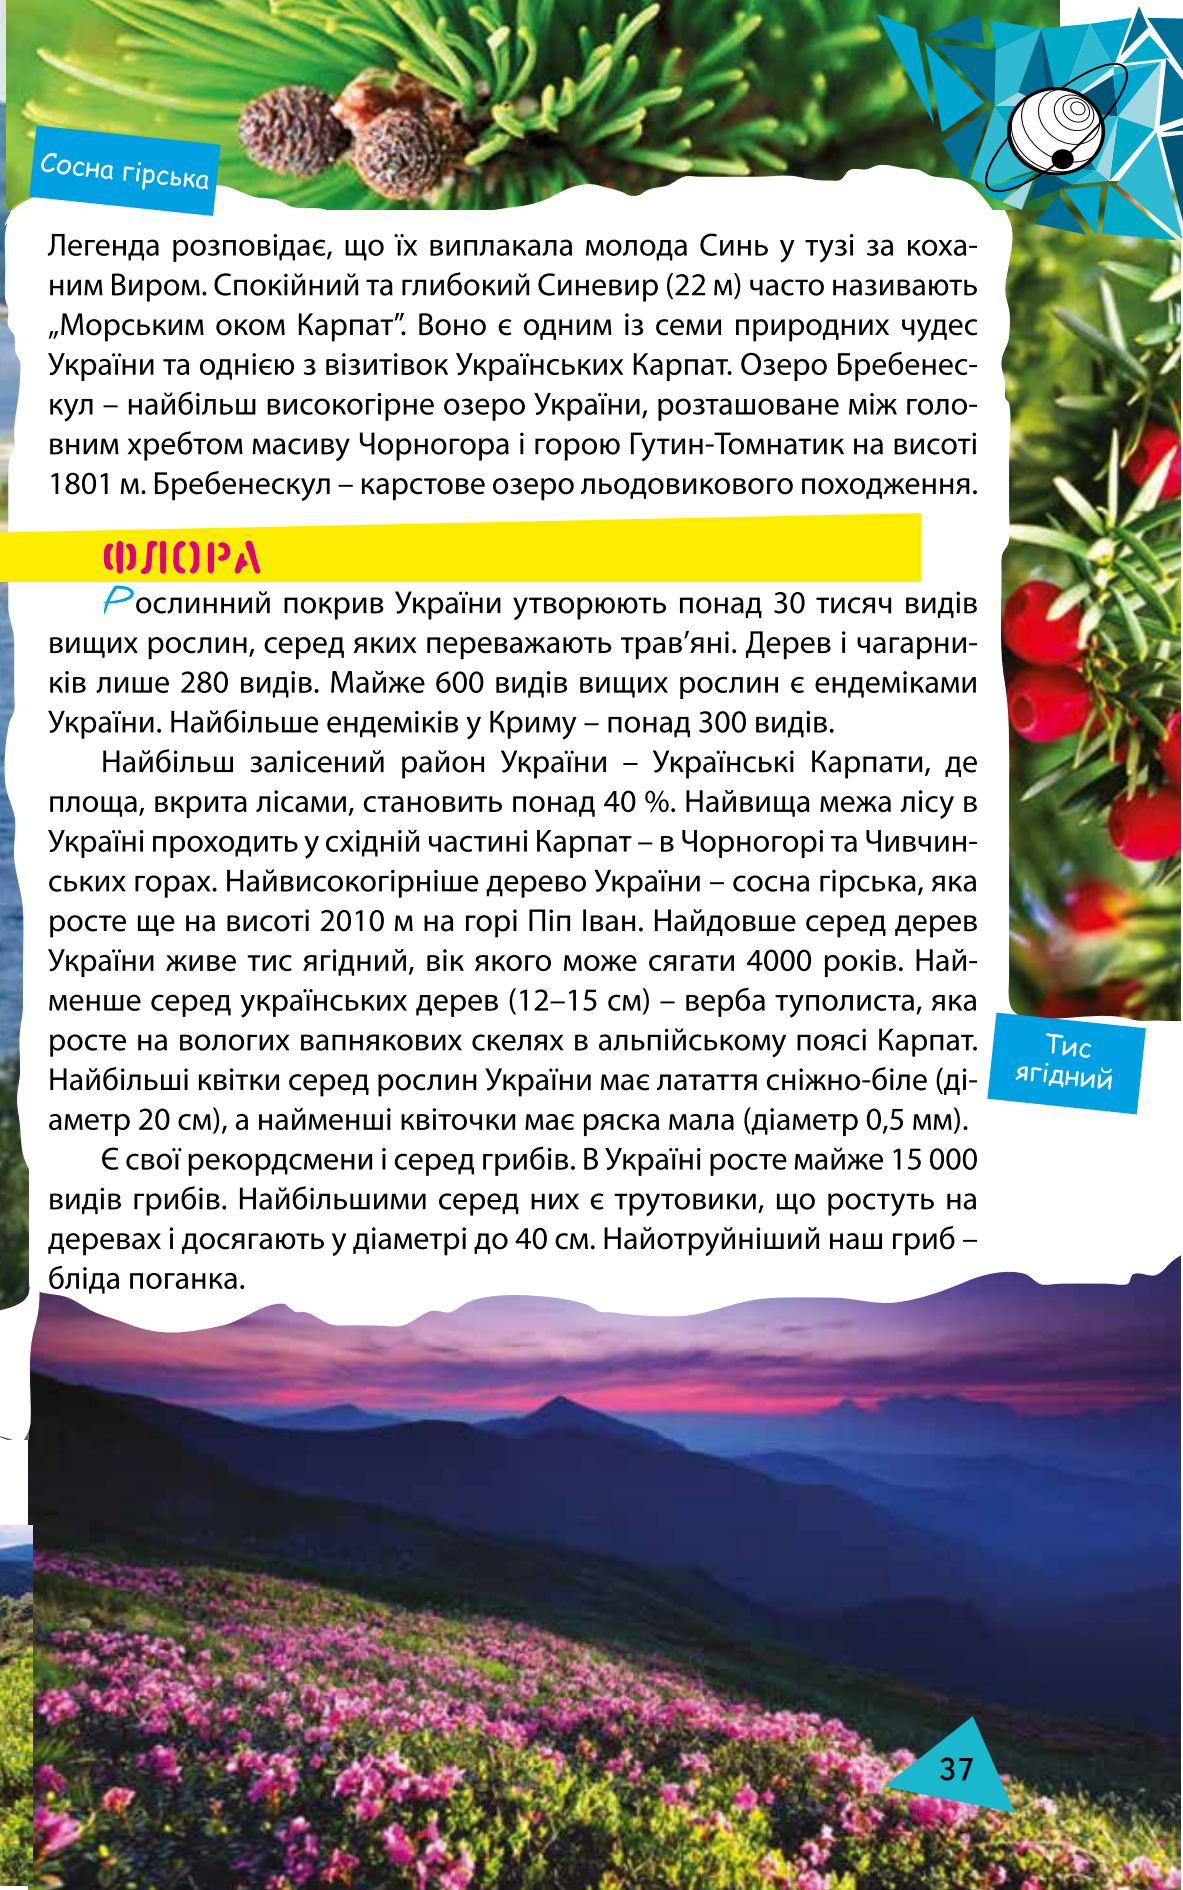 Сосна гірська
Легенда розповідає, що їх виплакала молода Синь у тузі за коха-
ним Виром. Спокійний та глибокий Синевир (22 м) часто називають
„Морським оком Карпат”. Воно є одним із семи природних чудес
України та однією з візитівок Українських Карпат. Озеро Бребенес-
кул – найбільш високогірне озеро України, розташоване між голо-
вним хребтом масиву Чорногора і горою Гутин-Томнатик на висоті
1801 м. Бребенескул – карстове озеро льодовикового походження.
ФЛОРА
Рослинний покрив України утворюють понад 30 тисяч видів
вищих рослин, серед яких переважають трав’яні. Дерев і чагарни-
ків лише 280 видів. Майже 600 видів вищих рослин є ендеміками
України. Найбільше ендеміків у Криму – понад 300 видів.
Найбільш залісений район України – Українські Карпати, де
площа, вкрита лісами, становить понад 40 %. Найвища межа лісу в
Україні проходить у східній частині Карпат – в Чорногорі та Чивчин-
ських горах. Найвисокогірніше дерево України – сосна гірська, яка
росте ще на висоті 2010 м на горі Піп Іван. Найдовше серед дерев
України живе тис ягідний, вік якого може сягати 4000 років. Най-
менше серед українських дерев (12–15 см) – верба туполиста, яка
росте на вологих вапнякових скелях в альпійському поясі Карпат.
Найбільші квітки серед рослин України має латаття сніжно-біле (ді-
аметр 20 см), а найменші квіточки має ряска мала (діаметр 0,5 мм).
Є свої рекордсмени і серед грибів. В Україні росте майже 15 000
видів грибів. Найбільшими серед них є трутовики, що ростуть на
деревах і досягають у діаметрі до 40 см. Найотруйніший наш гриб –
бліда поганка.
Тис
ягідний
37